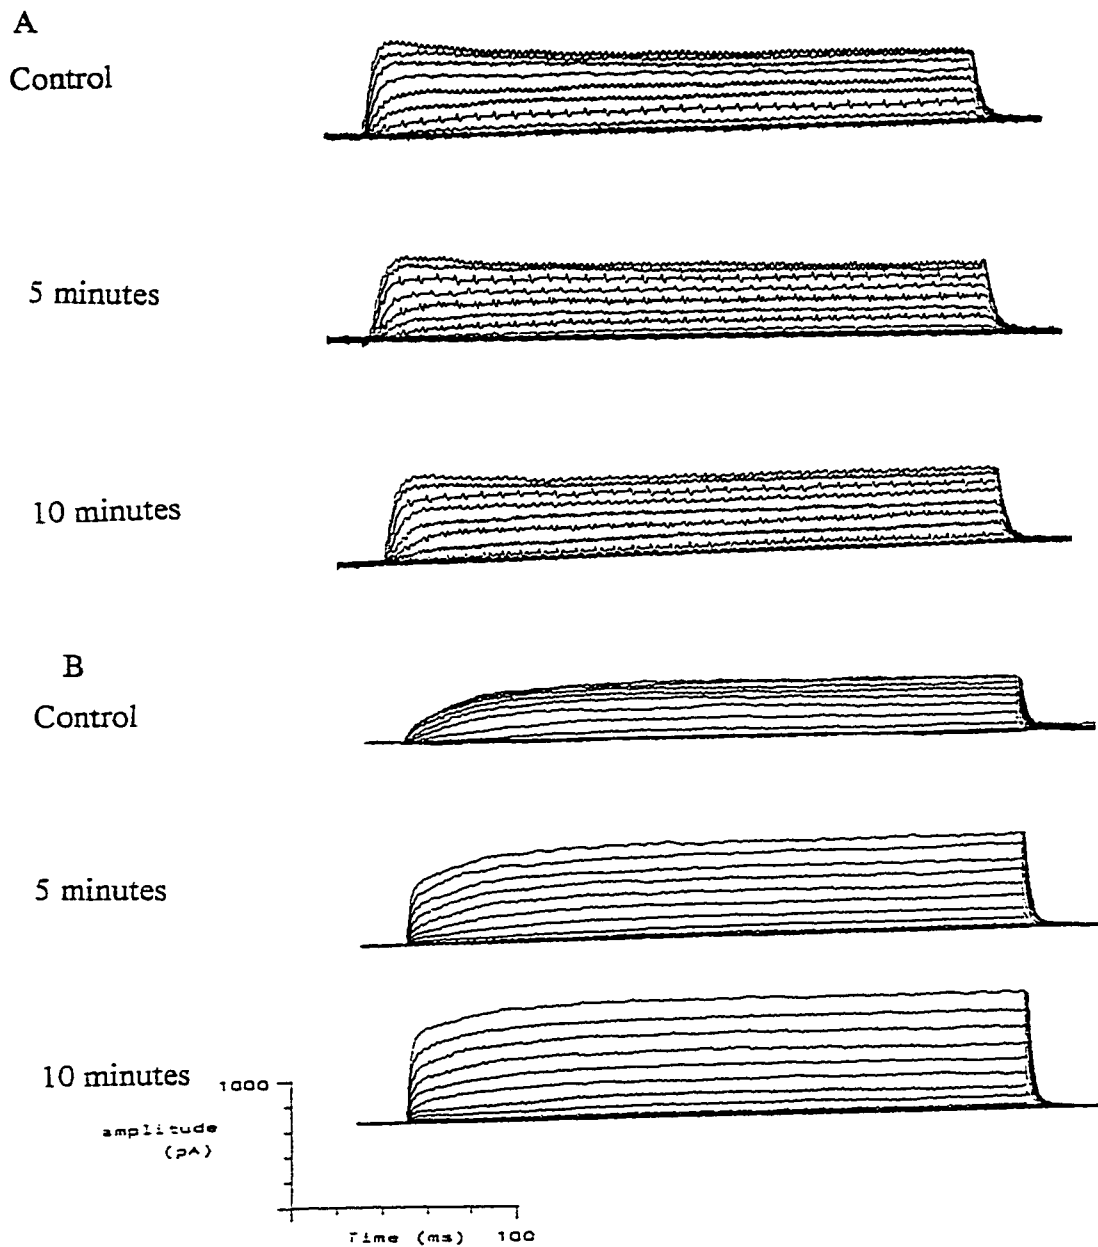 A
Control
5 minutes
10 minutes
B
Control
5 minutes
10 minutes
1000
amplitude
(pA)
Time (ms) 100